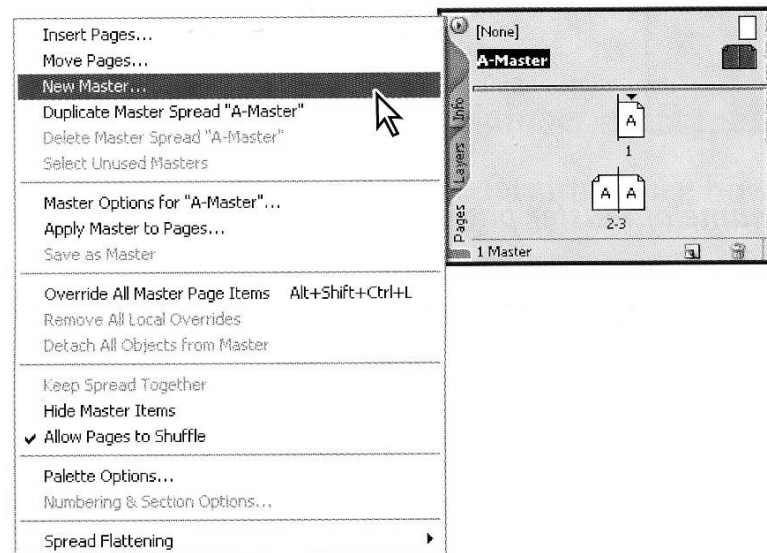 Insert Pages...
Move Pages...
New Master...
Duplicate Master Spread "A-Master"
Delete Master Spread "A-Master"
Select Unused Masters
Master Options for "A-Master"...
Apply Master to Pages...
Save as Master
Override All Master Page Items Alt+Shift+Ctrl+L
Remove All Local Overrides
Detach All Objects from Master
Keep Spread Together
Hide Master Items
Allow Pages to Shuffle
Palette Options...
Numbering & Section Options...
Spread Flattening
[None]
A-Master
Info
Layers
Pages
A
1
A A
2-3
1 Master